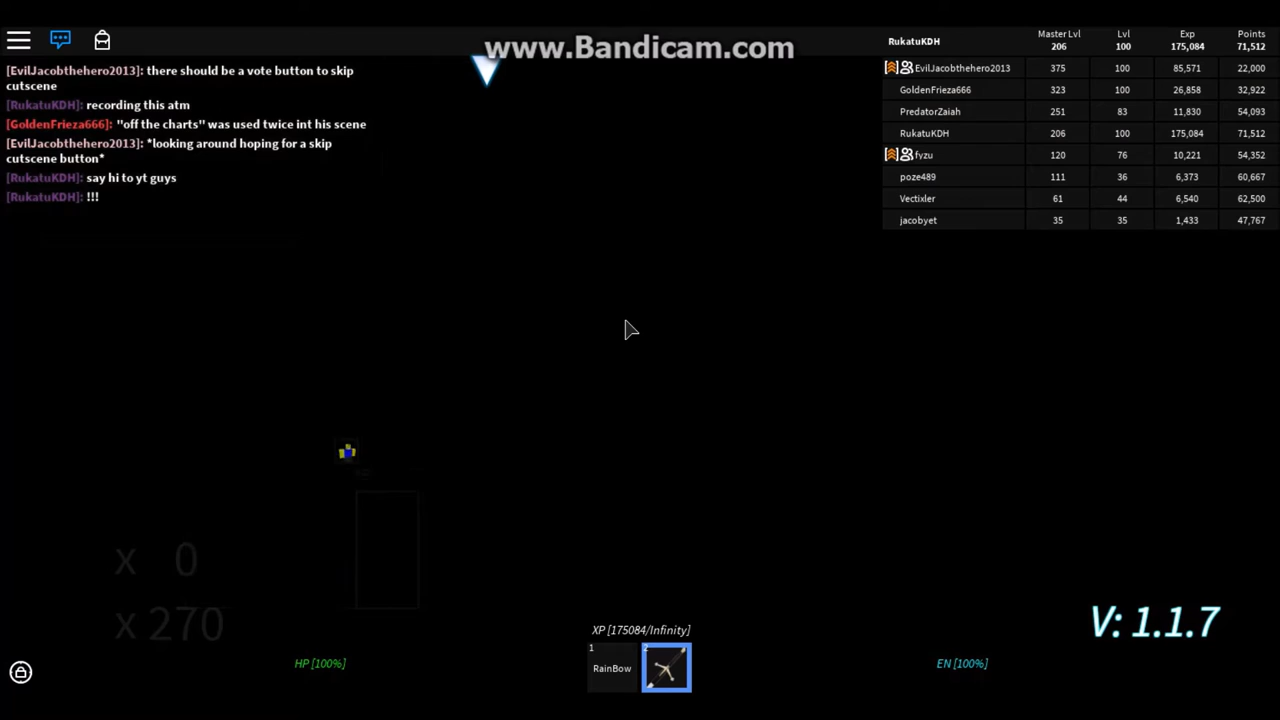 www.Bandicam.com
[EvilJacobthehero2013]: there should be a vote button to skip
cutscene
[RukatuKDH]: recording this atm
[GoldenFrieza666]: "off the charts" was used twice int his scene
[EvilJacobthehero2013]: *looking around hoping for a skip
cutscene button*
[RukatuKDH]: say hi to yt guys
[RukatuKDH]: !!!
RukatuKDH Master Lvl 206 Lvl 100 Exp 175,084 Points 71,512
EvilJacobthehero2013 375 100 85,571 22,000
GoldenFrieza666 323 100 26,858 32,922
PredatorZaiah 251 83 11,830 54,093
RukatuKDH 206 100 175,084 71,512
fyzu 120 76 10,221 54,352
poze489 111 36 6,373 60,667
Vectixler 61 44 6,540 62,500
jacobyet 35 35 1,433 47,767
x 0
x 270
V: 1.1.7
XP [175084/Infinity]
HP [100%]
1 RainBow
2
EN [100%]